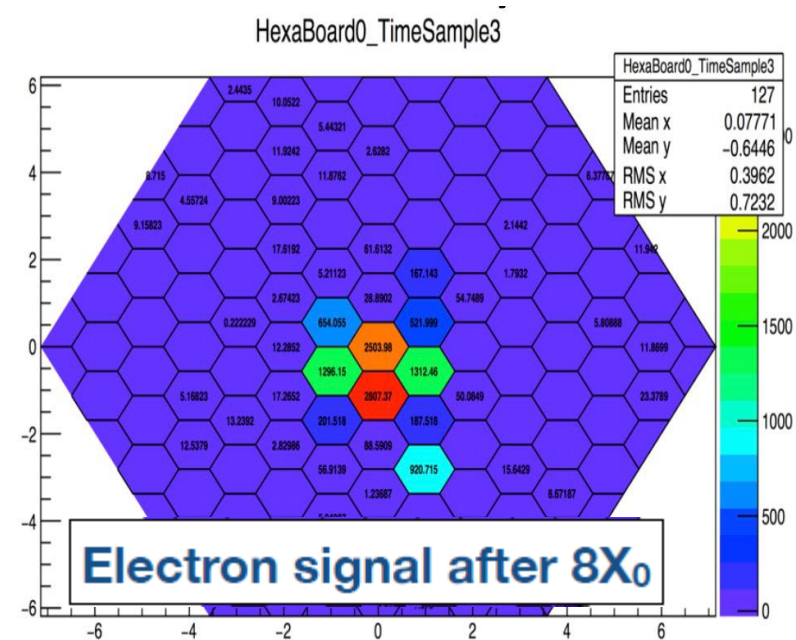 HexaBoard0_TimeSample3
HexaBoard0_TimeSample3
Entries 127
Mean x 0.07771
Mean y −0.6446
RMS x 0.3962
RMS y 0.7232
6
2.4435
10.0522
5.44321
11.9242 2.6282
4
11.8762
4.55724 9.00223
9.15823 2.1442
17.6192 61.6132
2
5.21123 167.143 1.7932
2.67423 28.8902 54.7489
0.222229 654.055 521.999 5.80888
0
12.2852 2503.98 11.8699
1296.15 1312.46
5.16823 17.2652 2807.37 50.0849 23.3789
−2
13.2392 201.518 187.518
12.5379 2.82986 88.5909
56.9139 920.715 15.6429
1.23687 8.67187
−4
Electron signal after 8X₀
−6
−6 −4 −2 0 2 4 6
2000
1500
1000
500
0